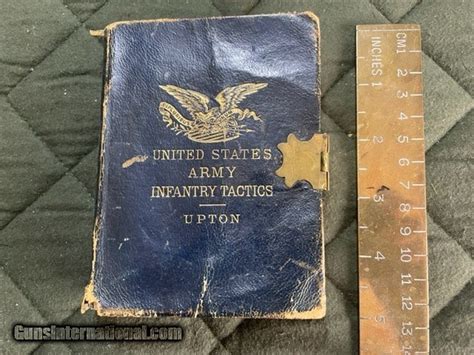 UNITED STATES
ARMY
INFANTRY TACTICS
UPTON
CM 1 2 3 4 5 6 7 8 9 10 11 12 13 14
INCHES 1 2 3 4 5
GunsInternational.com